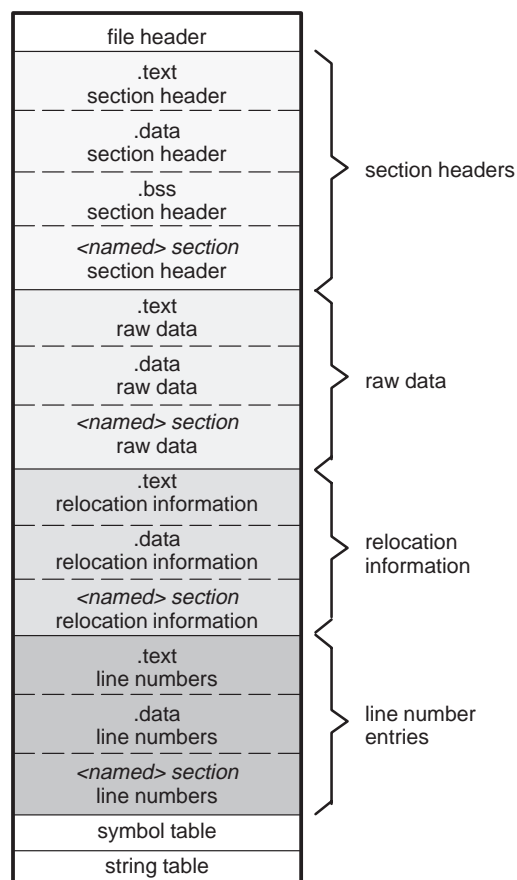 file header
.text
section header
.data
section header
.bss
section header
<named> section
section header
section headers
.text
raw data
.data
raw data
<named> section
raw data
raw data
.text
relocation information
.data
relocation information
<named> section
relocation information
relocation
information
.text
line numbers
.data
line numbers
<named> section
line numbers
line number
entries
symbol table
string table